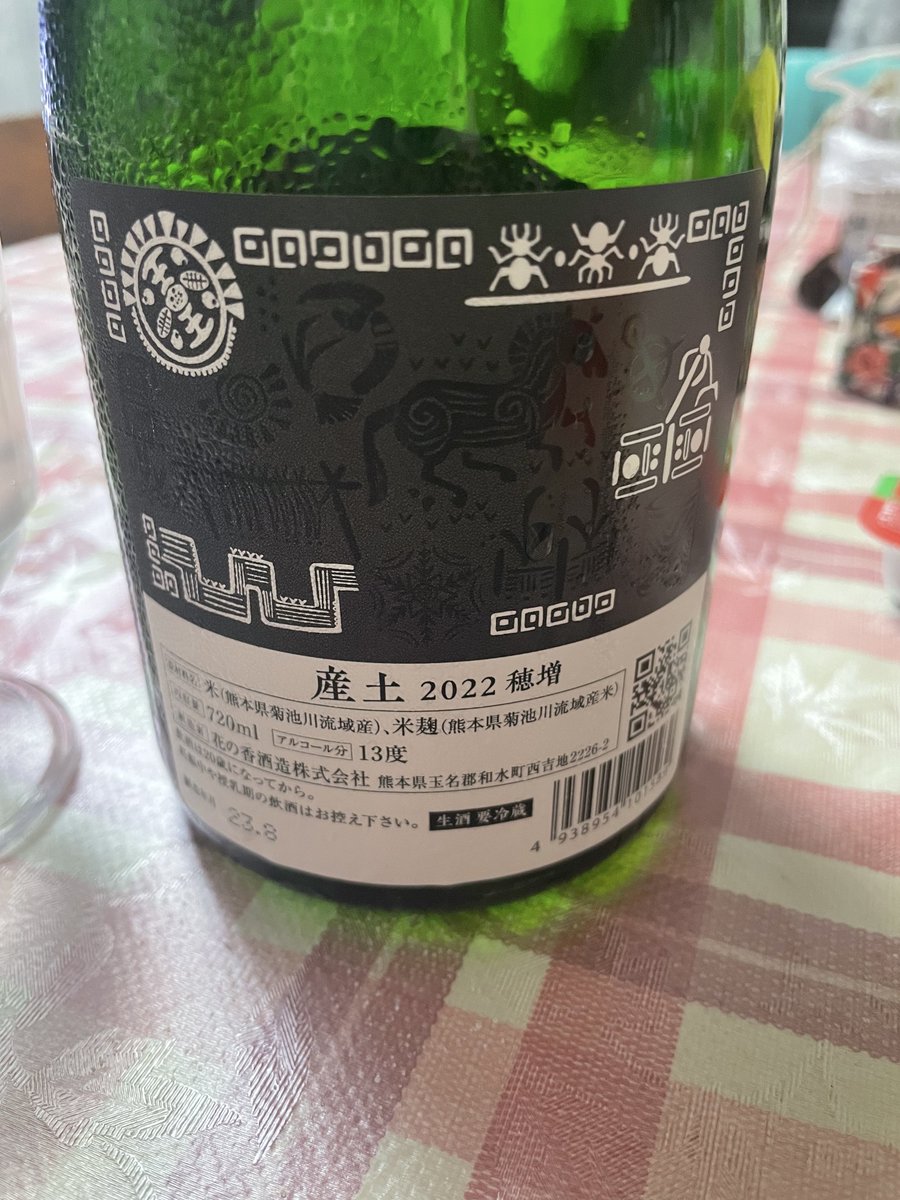 産土 2022 穂増
原材料名 米(熊本県菊池川流域産)、米麹(熊本県菊池川流域産米)
内容量 720ml アルコール分 13度
製造者 花の香酒造株式会社 熊本県玉名郡和水町西吉地2226-2
飲酒は20歳になってから。
妊娠中や授乳期の飲酒はお控え下さい。 生酒 要冷蔵
製造年月 23.8
4 938954 101